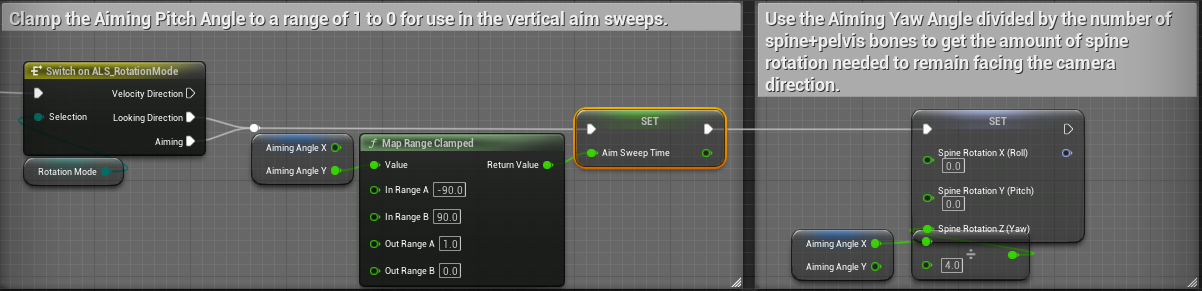 Clamp the Aiming Pitch Angle to a range of 1 to 0 for use in the vertical aim sweeps.
Switch on ALS_RotationMode
Velocity Direction
Selection
Looking Direction
Aiming
Rotation Mode
Aiming Angle X
Aiming Angle Y
f Map Range Clamped
Value
Return Value
In Range A
-90.0
In Range B
90.0
Out Range A
1.0
Out Range B
0.0
SET
Aim Sweep Time
Use the Aiming Yaw Angle divided by the number of
spine+pelvis bones to get the amount of spine
rotation needed to remain facing the camera
direction.
SET
Spine Rotation X (Roll)
0.0
Spine Rotation Y (Pitch)
0.0
Spine Rotation Z (Yaw)
Aiming Angle X
Aiming Angle Y
÷
4.0